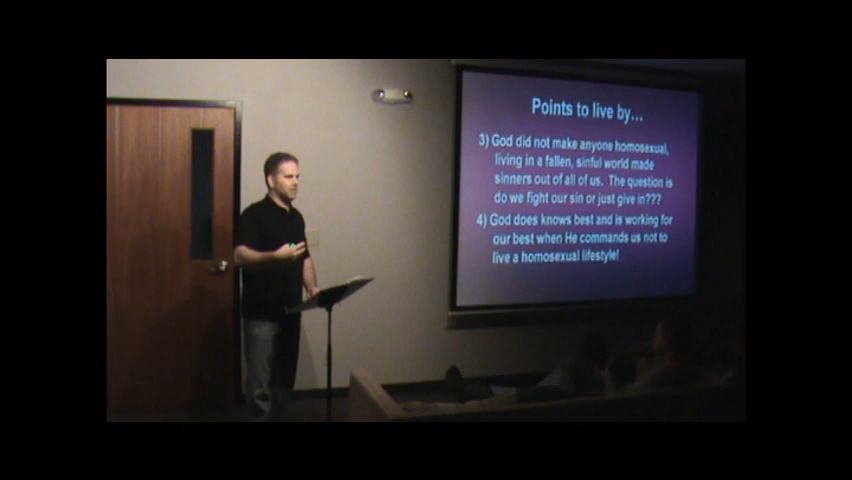 Points to live by...
3) God did not make anyone homosexual,
living in a fallen, sinful world made
sinners out of all of us. The question is
do we fight our sin or just give in???
4) God does knows best and is working for
our best when He commands us not to
live a homosexual lifestyle!